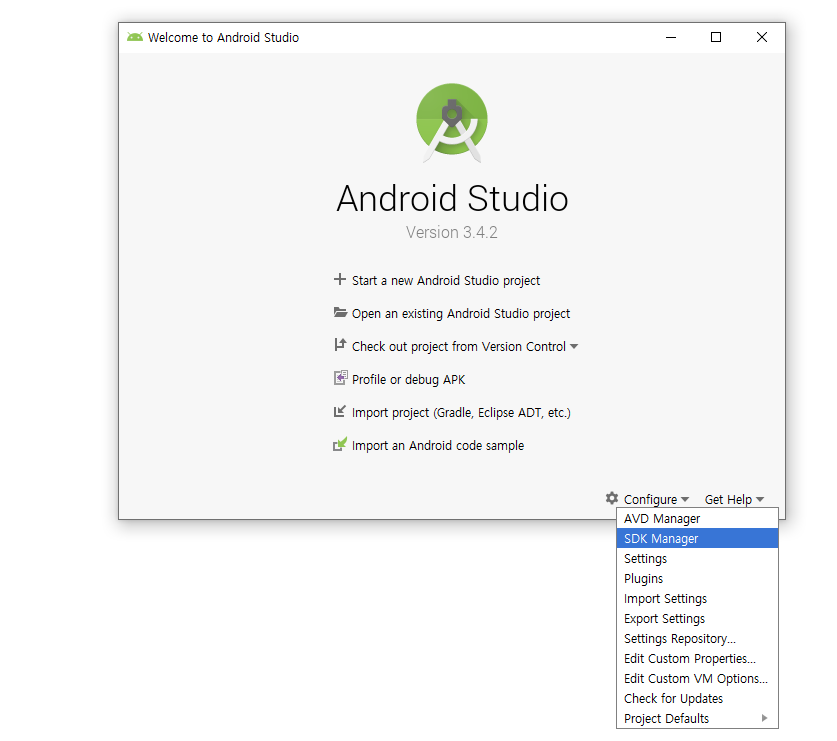 Welcome to Android Studio
Android Studio
Version 3.4.2
Start a new Android Studio project
Open an existing Android Studio project
Check out project from Version Control
Profile or debug APK
Import project (Gradle, Eclipse ADT, etc.)
Import an Android code sample
Configure Get Help
AVD Manager
SDK Manager
Settings
Plugins
Import Settings
Export Settings
Settings Repository...
Edit Custom Properties...
Edit Custom VM Options...
Check for Updates
Project Defaults